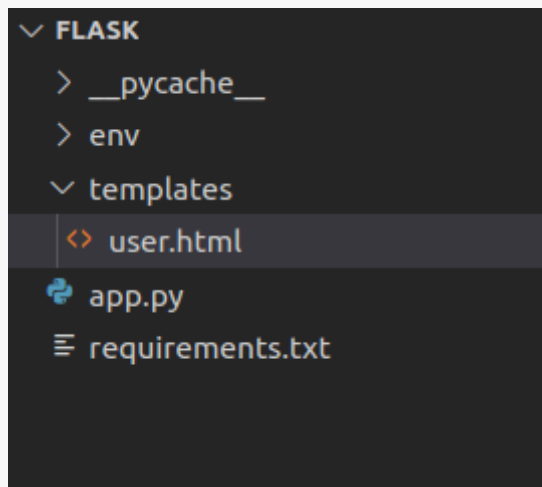 FLASK
__pycache__
env
templates
<> user.html
app.py
requirements.txt